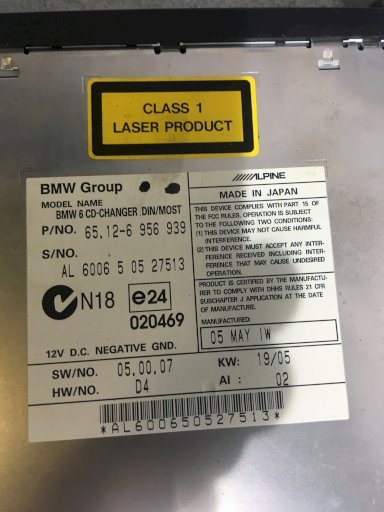 CLASS 1
LASER PRODUCT
BMW Group
MODEL NAME
BMW 6 CD-CHANGER DIN/MOST
P/NO. 65.12-6 956 939
S/NO.
AL 6006 5 05 27513
N18 e24
020469
12V D.C. NEGATIVE GND.
SW/NO. 05.00.07
HW/NO. D4
ALPINE
MADE IN JAPAN
THIS DEVICE COMPLIES WITH PART 15 OF
THE FCC RULES. OPERATION IS SUBJECT
TO THE FOLLOWING TWO CONDITIONS:
(1) THIS DEVICE MAY NOT CAUSE HARMFUL
INTERFERENCE.
(2) THIS DEVICE MUST ACCEPT ANY INTER-
FERENCE RECEIVED INCLUDING INTER-
FERENCE THAT MAY CAUSE UNDESIRED
OPERATION.
PRODUCT IS CERTIFIED BY THE MANUFACTU-
RER TO COMPLY WITH DHHS RULES 21 CFR
SUBCHAPTER J APPLICATION AT THE DATE
OF MANUFACTURE.
MANUFACTURED:
05 MAY IW
KW: 19/05
AI : 02
*AL600650527513*